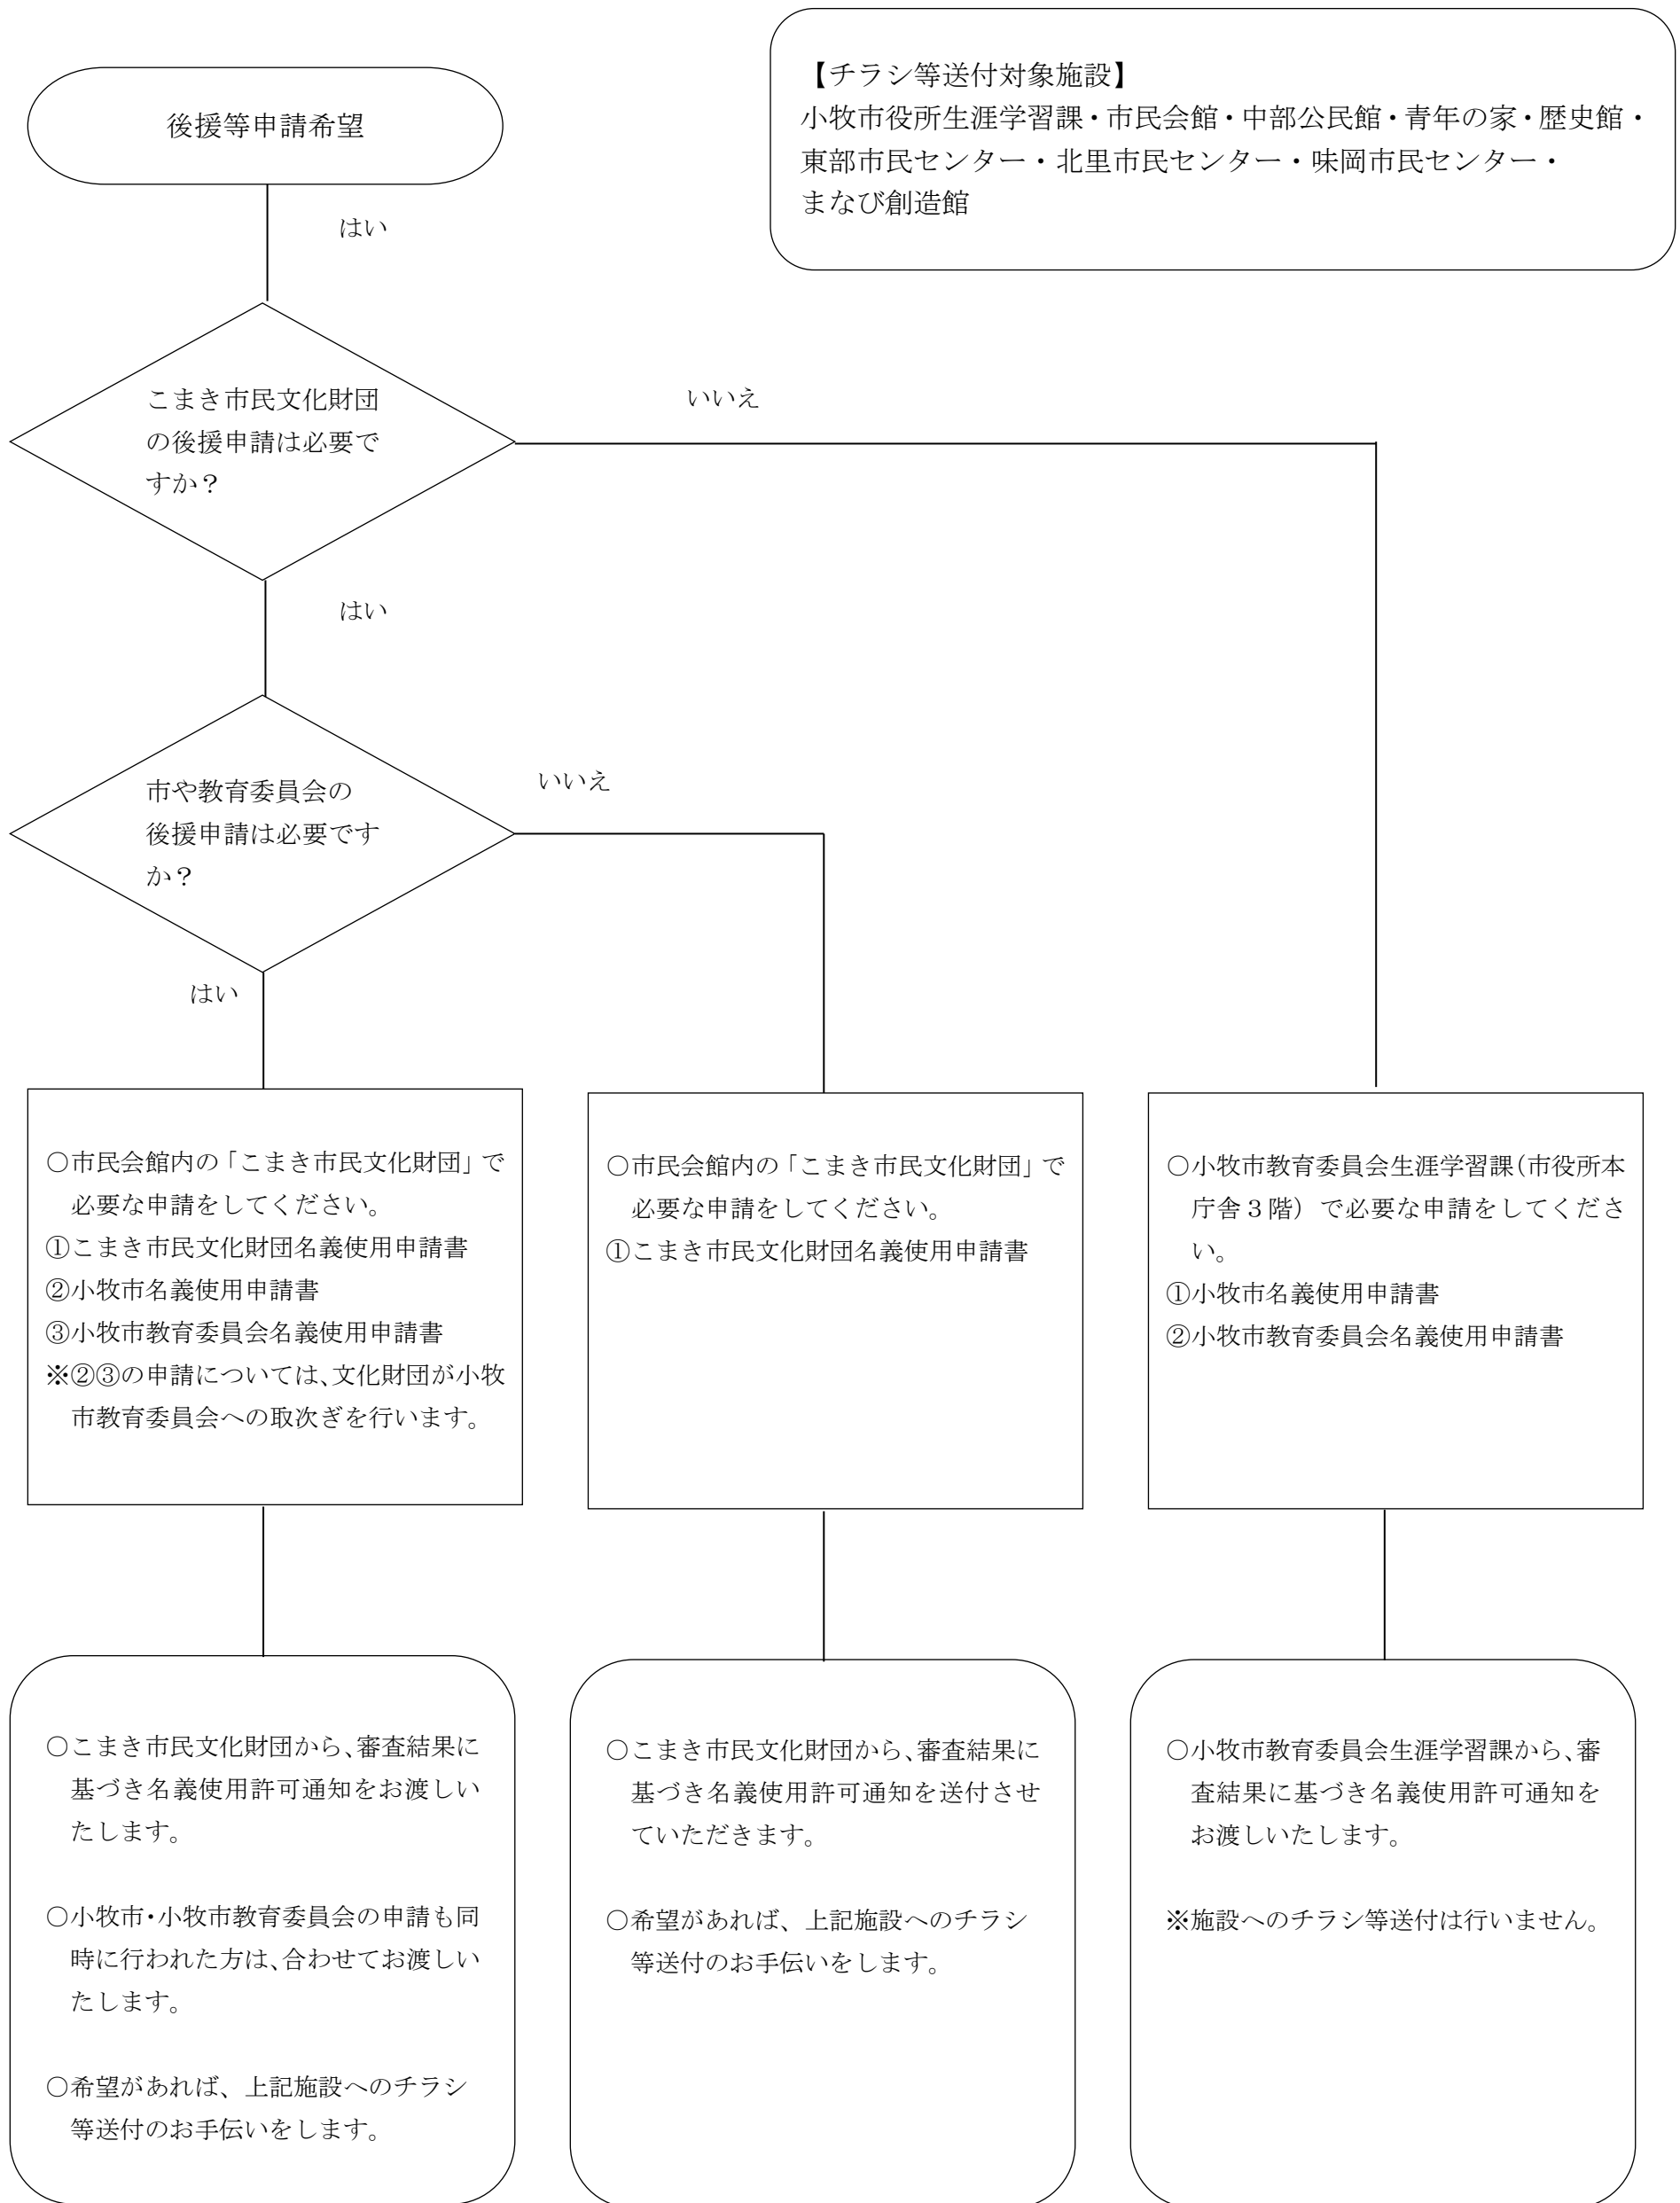 後援等申請希望
【チラシ等送付対象施設】
小牧市役所生涯学習課・市民会館・中部公民館・青年の家・歴史館・
東部市民センター・北里市民センター・味岡市民センター・
まなび創造館
はい
こまき市民文化財団
の後援申請は必要で
すか？
いいえ
はい
市や教育委員会の
後援申請は必要です
か？
いいえ
はい
○市民会館内の「こまき市民文化財団」で
必要な申請をしてください。
①こまき市民文化財団名義使用申請書
②小牧市名義使用申請書
③小牧市教育委員会名義使用申請書
※②③の申請については、文化財団が小牧
市教育委員会への取次ぎを行います。
○市民会館内の「こまき市民文化財団」で
必要な申請をしてください。
①こまき市民文化財団名義使用申請書
○小牧市教育委員会生涯学習課（市役所本
庁舎３階）で必要な申請をしてくださ
い。
①小牧市名義使用申請書
②小牧市教育委員会名義使用申請書
○こまき市民文化財団から、審査結果に
基づき名義使用許可通知をお渡しい
たします。
○小牧市・小牧市教育委員会の申請も同
時に行われた方は、合わせてお渡しい
たします。
○希望があれば、上記施設へのチラシ
等送付のお手伝いをします。
○こまき市民文化財団から、審査結果に
基づき名義使用許可通知を送付させ
ていただきます。
○希望があれば、上記施設へのチラシ
等送付のお手伝いをします。
○小牧市教育委員会生涯学習課から、審
査結果に基づき名義使用許可通知を
お渡しいたします。
※施設へのチラシ等送付は行いません。